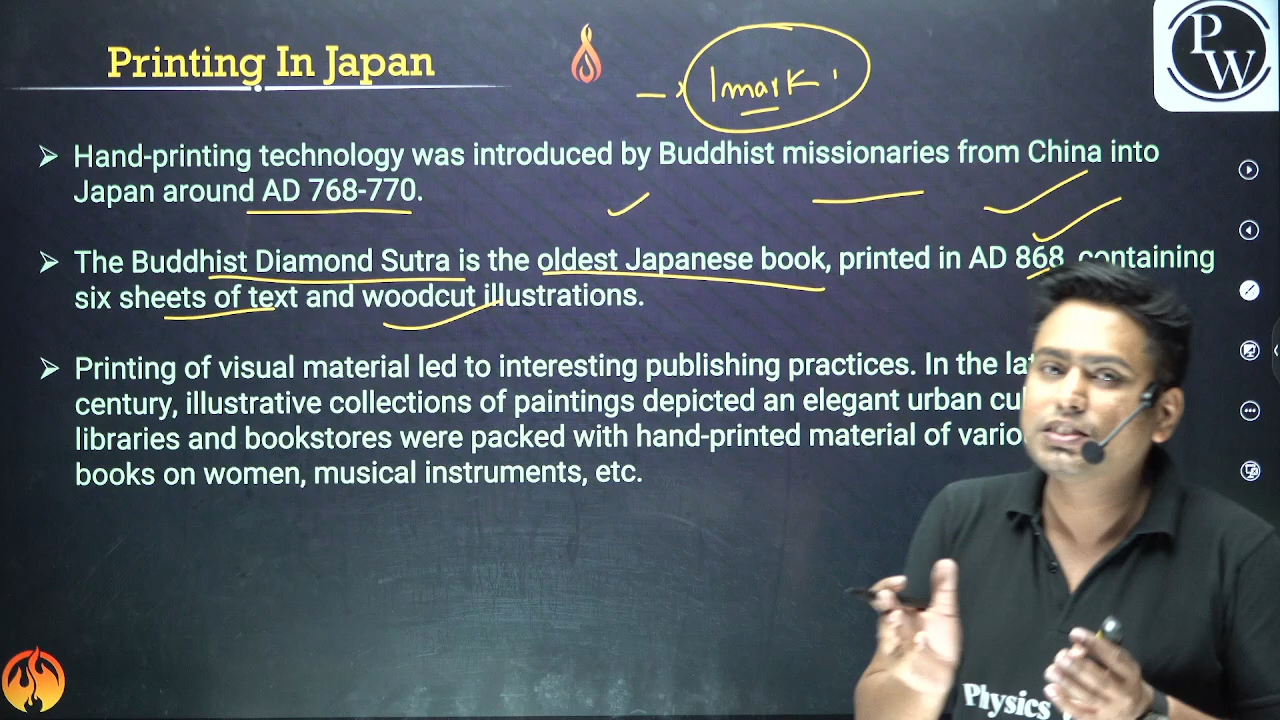 Printing In Japan
1 mark
PW
➤ Hand-printing technology was introduced by Buddhist missionaries from China into
Japan around AD 768-770.
➤ The Buddhist Diamond Sutra is the oldest Japanese book, printed in AD 868, containing
six sheets of text and woodcut illustrations.
➤ Printing of visual material led to interesting publishing practices. In the
century, illustrative collections of paintings depicted an elegant urban
libraries and bookstores were packed with hand-printed material of
books on women, musical instruments, etc.
Physics